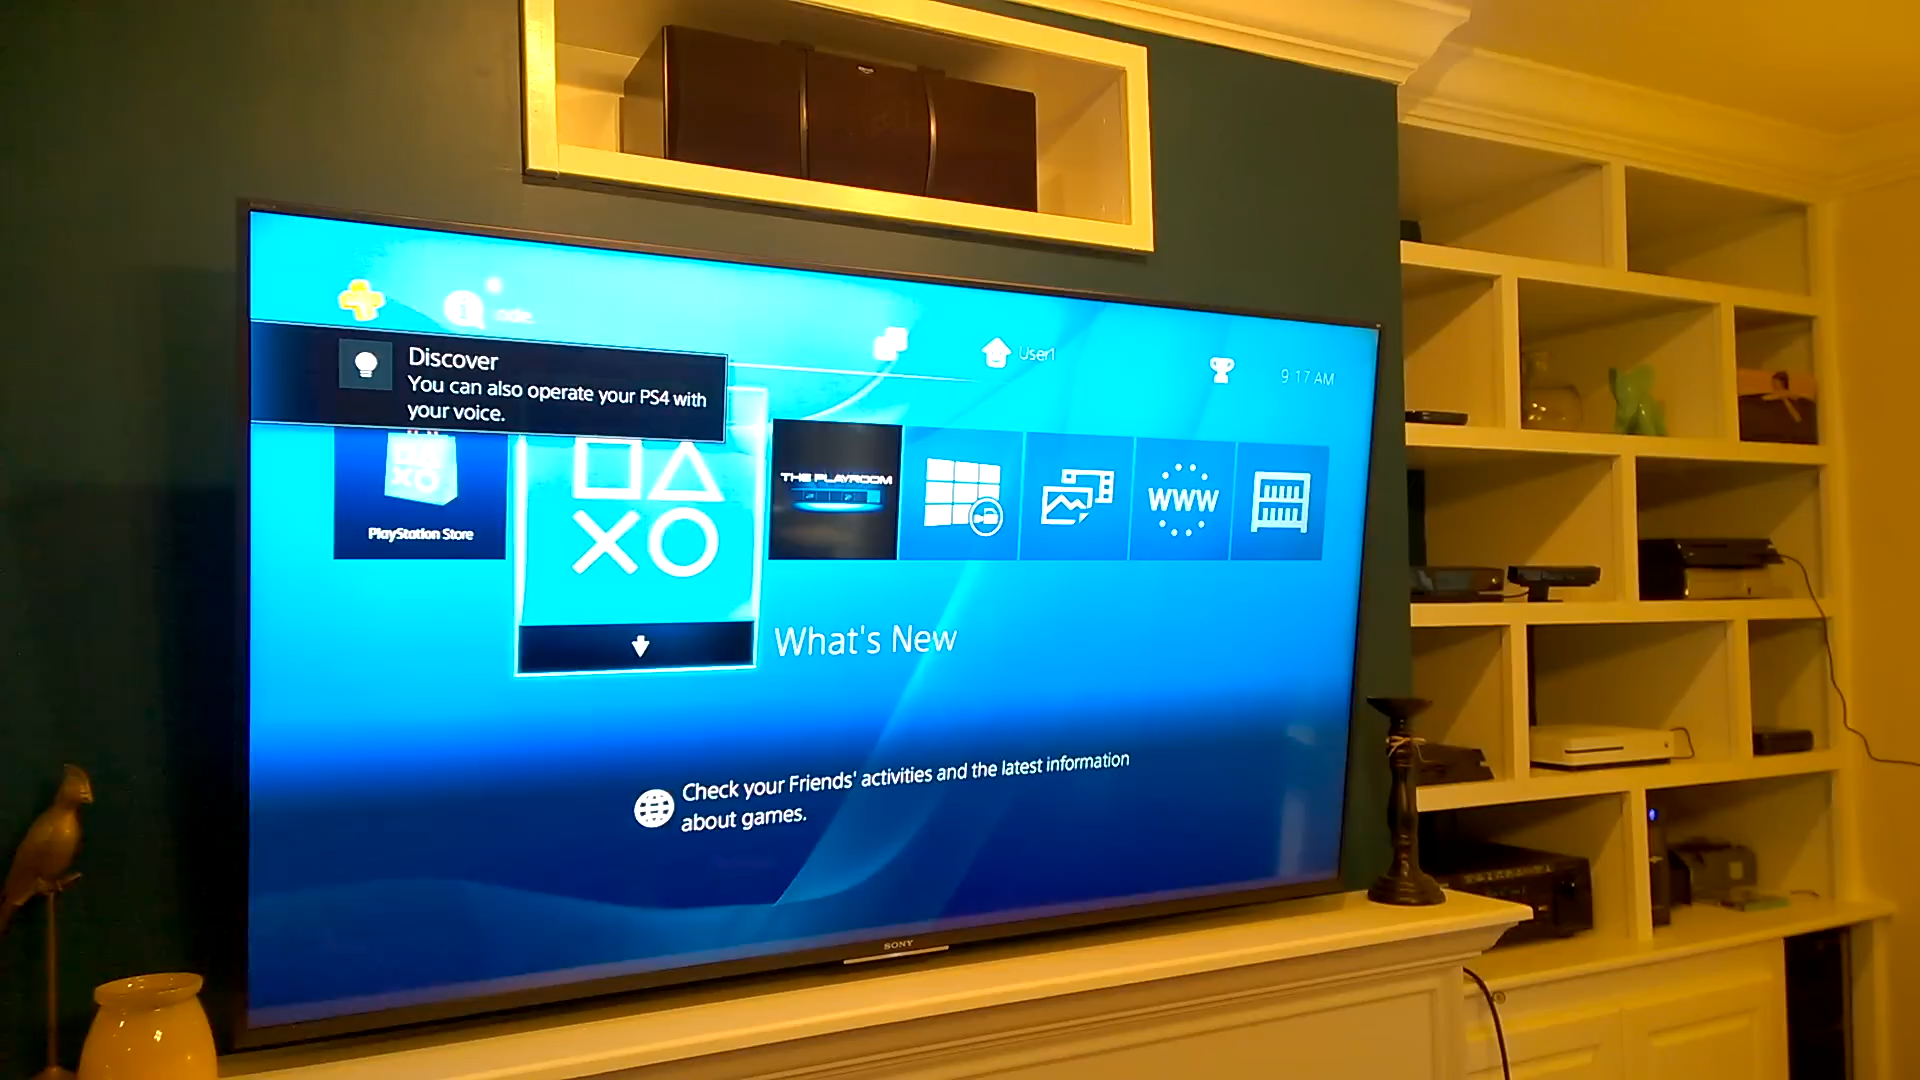 User1
9:17 AM
Discover
You can also operate your PS4 with
your voice.
PlayStation Store
THE PLAYROOM
WWW
What's New
Check your Friends' activities and the latest information
about games.
SONY